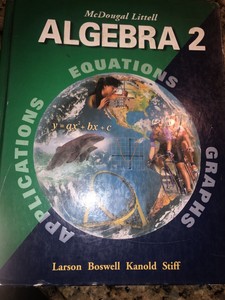 McDougal Littell
ALGEBRA 2
APPLICATIONS
EQUATIONS
GRAPHS
y = ax² + bx + c
Larson Boswell Kanold Stiff